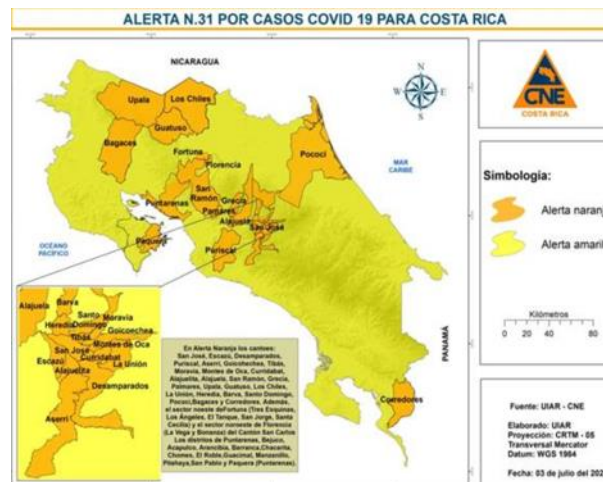 ALERTA N.31 POR CASOS COVID 19 PARA COSTA RICA
NICARAGUA
Upala
Los Chiles
Guatuso
Bagaces
Fortuna
Florencia
Pococí
MAR
CARIBE
San
Ramón
Grecia
Puntarenas
Palmares
Alajuela
San José
Paquera
Puriscal
OCÉANO
PACÍFICO
PANAMÁ
Corredores
N
W
E
S
CNE
COSTA RICA
Simbología:
Alerta naranj
Alerta amaril
Kilómetros
0 10 20 40 60 80
Alajuela
Barva
Santo
Domingo
Moravia
Heredia
Goicoechea
Tibás
Montes de Oca
San José
Curridabat
Escazú
La Unión
Alajuelita
Desamparados
Aserrí
En Alerta Naranja los cantoes:
San José, Escazú, Desamparados,
Puriscal, Aserrí, Goicoechea, Tibás,
Moravia, Montes de Oca, Curridabat,
Alajuelita, Alajuela, San Ramón, Grecia,
Palmares, Upala, Guatuso, Los Chiles,
La Unión, Heredia, Barva, Santo Domingo,
Pococí, Bagaces y Corredores. Además,
el sector noeste deFortuna (Tres Esquinas,
Los Ángeles, El Tanque, San Jorge, Santa
Cecilia) y el sector noroeste de Florencia
(La Vega y Bonanza) del Cantón San Carlos
Los distritos de Puntarenas, Bejuco,
Acapulco, Arancibia, Barranca, Chacarita,
Chomes, El Roble, Guacimal, Manzanillo,
Pitahaya, San Pablo y Paquera (Puntarenas).
Fuente: UIAR - CNE
Elaborado: UIAR
Proyección: CRTM - 05
Transversal Mercator
Datum: WGS 1984
Fecha: 03 de julio del 202